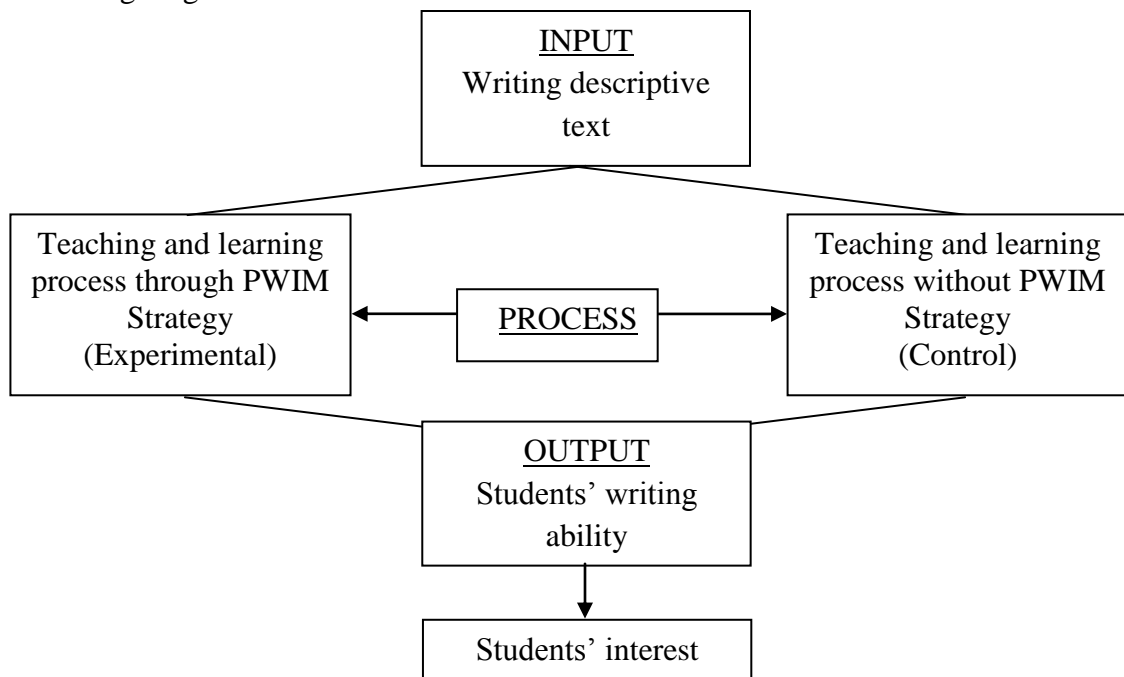 INPUT
Writing descriptive
text
Teaching and learning
process through PWIM
Strategy
(Experimental)
PROCESS
Teaching and learning
process without PWIM
Strategy
(Control)
OUTPUT
Students’ writing
ability
Students’ interest